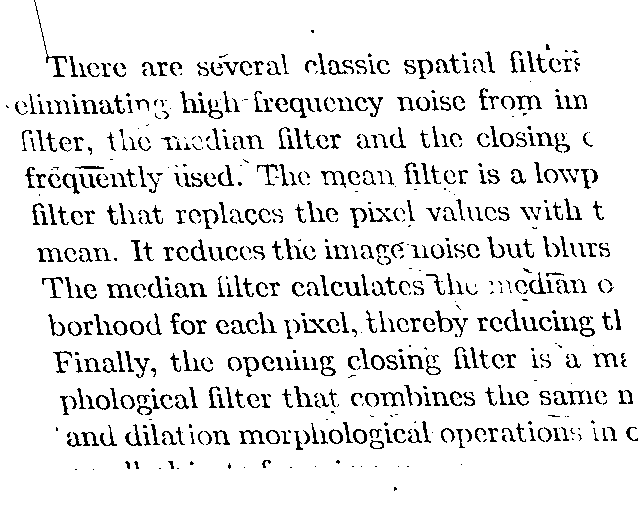 There are several classic spatial filters
eliminating high frequency noise from im
filter, the median filter and the closing
frequently used. The mean filter is a lowp
filter that replaces the pixel values with t
mean. It reduces the image noise but blurs
The median filter calculates the median o
borhood for each pixel, thereby reducing th
Finally, the opening closing filter is a ma
phological filter that combines the same n
and dilation morphological operations in